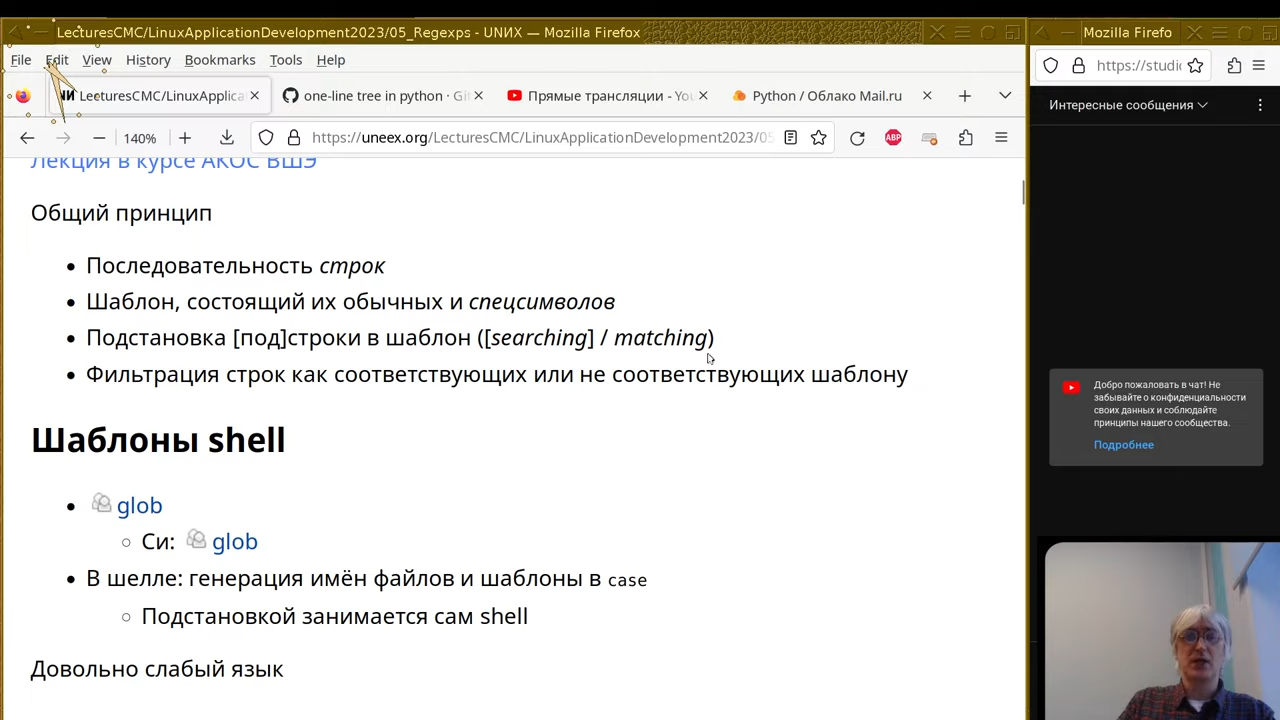 LecturesCMC/LinuxApplicationDevelopment2023/05_Regexps - UNИX — Mozilla Firefox
Mozilla Firefo
File Edit View History Bookmarks Tools Help
https://studi
LecturesCMC/LinuxApplica
one-line tree in python · Git
Прямые трансляции - You
Python / Облако Mail.ru
Интересные сообщения
140%
https://uneex.org/LecturesCMC/LinuxApplicationDevelopment2023/05
ABP
Лекция в курсе АКОС ВШЭ
Общий принцип
Последовательность строк
Шаблон, состоящий их обычных и спецсимволов
Подстановка [под]строки в шаблон ([searching] / matching)
Фильтрация строк как соответствующих или не соответствующих шаблону
Шаблоны shell
glob
Си: glob
В шелле: генерация имён файлов и шаблоны в case
Подстановкой занимается сам shell
Довольно слабый язык
Добро пожаловать в чат! Не
забывайте о конфиденциальности
своих данных и соблюдайте
принципы нашего сообщества.
Подробнее